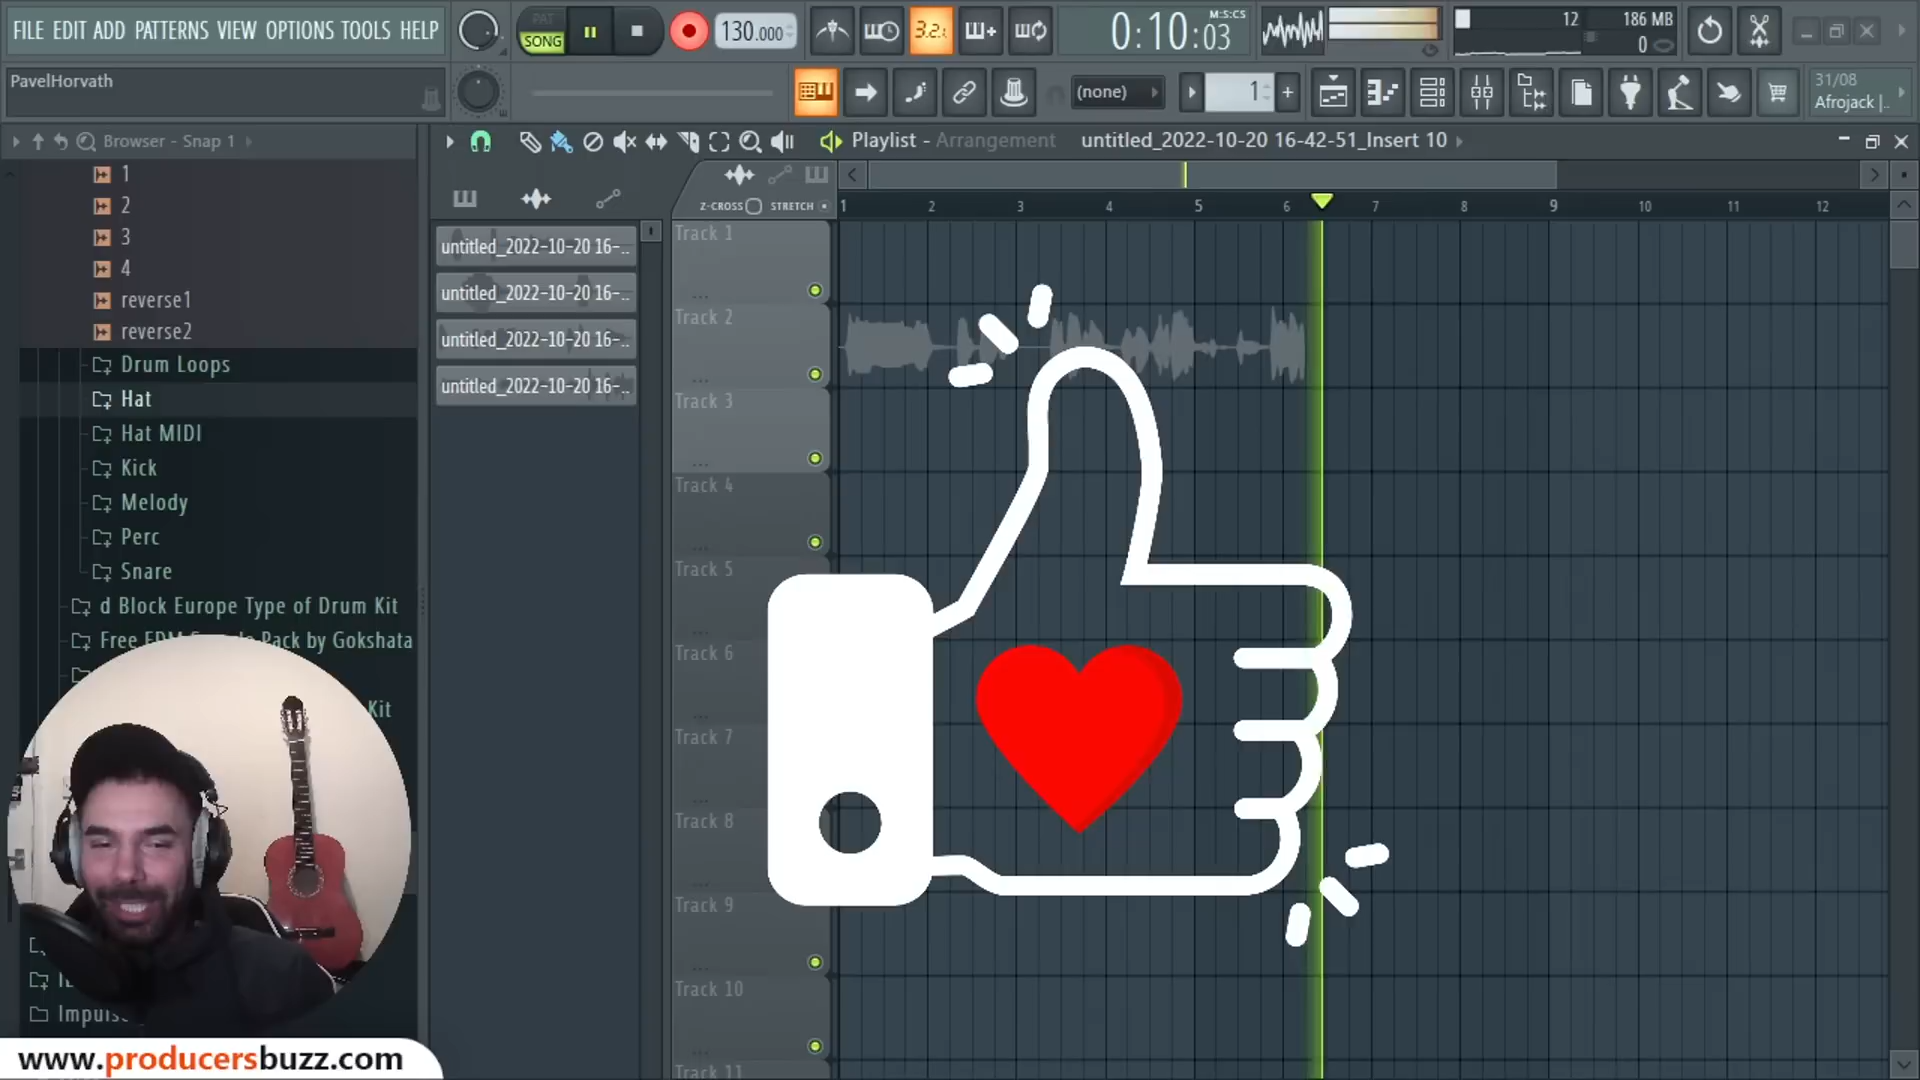 FILE EDIT ADD PATTERNS VIEW OPTIONS TOOLS HELP
PAT
SONG
130.000
3.2.
0:10:03
M:S:CS
12
186 MB
0
PavelHorvath
(none)
1
31/08
Afrojack |..
Browser - Snap 1
Playlist - Arrangement
untitled_2022-10-20 16-42-51_Insert 10
Z-CROSS
STRETCH
1 2 3 4 5 6 7 8 9 10 11 12
1
2
3
4
reverse1
reverse2
Drum Loops
Hat
Hat MIDI
Kick
Melody
Perc
Snare
d Block Europe Type of Drum Kit
Pack by Gokshata
Kit
untitled_2022-10-20 16-..
untitled_2022-10-20 16-..
untitled_2022-10-20 16-..
untitled_2022-10-20 16-..
Track 1
Track 2
Track 3
Track 4
Track 5
Track 6
Track 7
Track 8
Track 9
Track 10
Track 11
www.producersbuzz.com